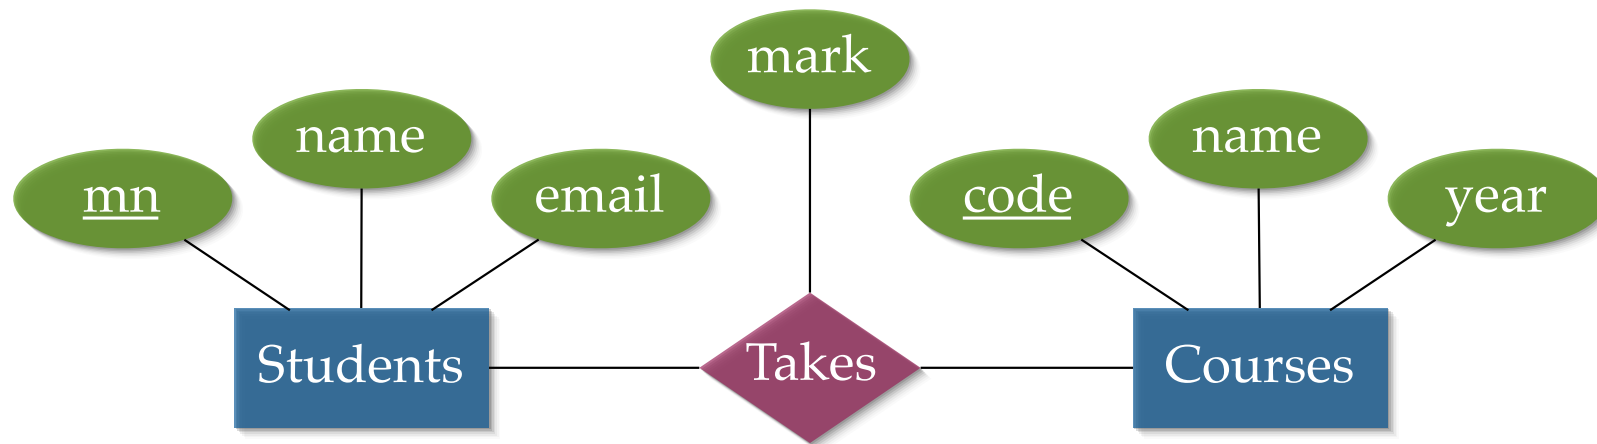 mark
name
name
mn
email
code
year
Students
Takes
Courses